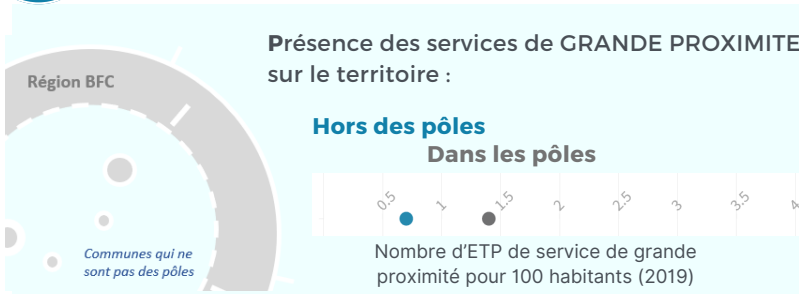 Présence des services de GRANDE PROXIMITE
sur le territoire :
Région BFC
Hors des pôles
Dans les pôles
0.5 1 1.5 2 2.5 3 3.5 4
Nombre d'ETP de service de grande
proximité pour 100 habitants (2019)
Communes qui ne
sont pas des pôles